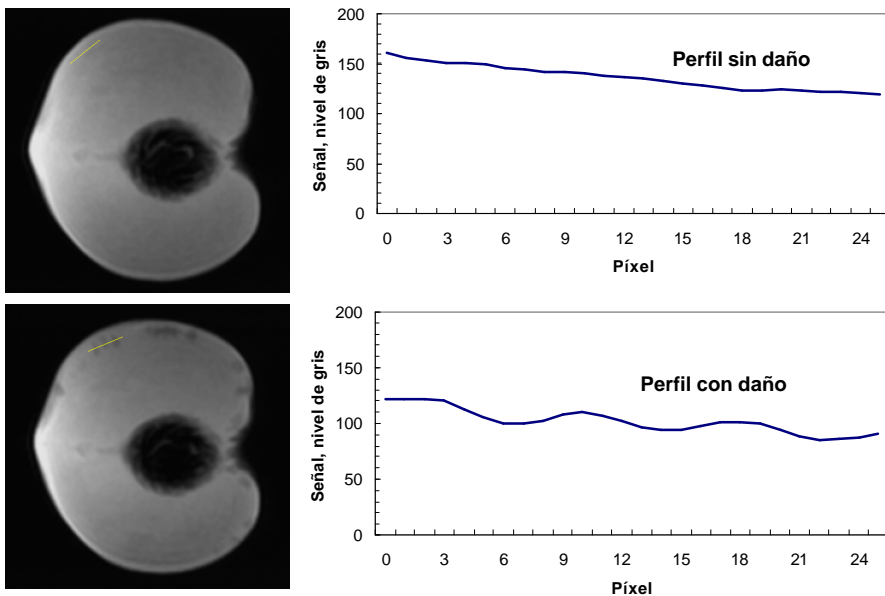 200
150
100
50
0
Señal, nivel de gris
Perfil sin daño
0 3 6 9 12 15 18 21 24
Píxel
200
150
100
50
0
Señal, nivel de gris
Perfil con daño
0 3 6 9 12 15 18 21 24
Píxel